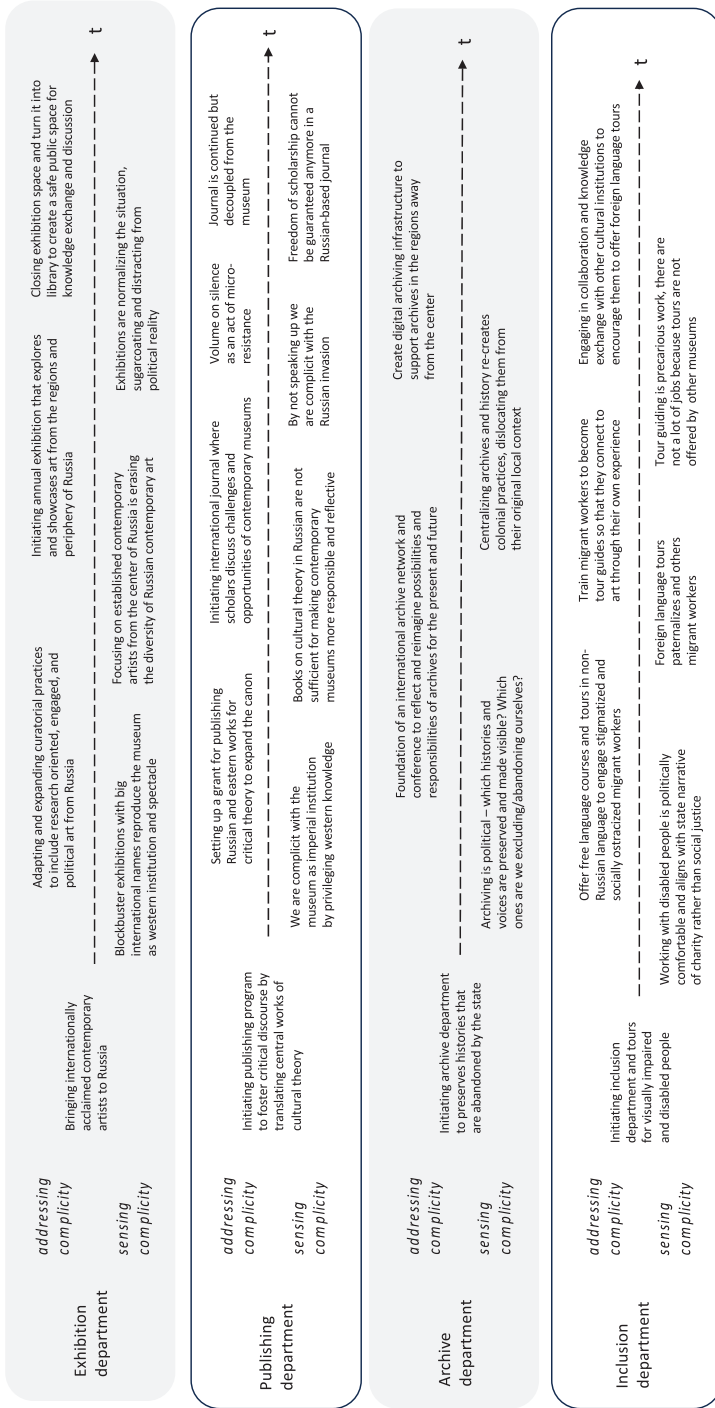 Exhibition
department
addressing
complicity
sensing
complicity
Bringing internationally
acclaimed contemporary
artists to Russia
Adapting and expanding curatorial practices
to include research oriented, engaged, and
political art from Russia
Initiating annual exhibition that explores
and showcases art from the regions and
periphery of Russia
Closing exhibition space and turn it into
library to create a safe public space for
knowledge exchange and discussion
t
Blockbuster exhibitions with big
international names reproduce the museum
as western institution and spectacle
Focusing on established contemporary
artists from the center of Russia is erasing
the diversity of Russian contemporary art
Exhibitions are normalizing the situation,
sugarcoating and distracting from
political reality
Publishing
department
addressing
complicity
sensing
complicity
Initiating publishing program
to foster critical discourse by
translating central works of
cultural theory
Setting up a grant for publishing
Russian and eastern works for
critical theory to expand the canon
Initiating international journal where
scholars discuss challenges and
opportunities of contemporary museums
Volume on silence
as an act of micro-
resistance
Journal is continued but
decoupled from the
museum
t
We are complicit with the
museum as imperial institution
by privileging western knowledge
Books on cultural theory in Russian are not
sufficient for making contemporary
museums more responsible and reflective
By not speaking up we
are complicit with the
Russian invasion
Freedom of scholarship cannot
be guaranteed anymore in a
Russian-based journal
Archive
department
addressing
complicity
sensing
complicity
Initiating archive department
to preserves histories that
are abandoned by the state
Foundation of an international archive network and
conference to reflect and reimagine possibilities and
responsibilities of archives for the present and future
Create digital archiving infrastructure to
support archives in the regions away
from the center
t
Archiving is political – which histories and
voices are preserved and made visible? Which
ones are we excluding/abandoning ourselves?
Centralizing archives and history re-creates
colonial practices, dislocating them from
their original local context
Inclusion
department
addressing
complicity
sensing
complicity
Initiating inclusion
department and tours
for visually impaired
and disabled people
Offer free language courses and tours in non-
Russian language to engage stigmatized and
socially ostracized migrant workers
Train migrant workers to become
tour guides so that they connect to
art through their own experience
Engaging in collaboration and knowledge
exchange with other cultural institutions to
encourage them to offer foreign language tours
t
Working with disabled people is politically
comfortable and aligns with state narrative
of charity rather than social justice
Foreign language tours
paternalizes and others
migrant workers
Tour guiding is precarious work, there are
not a lot of jobs because tours are not
offered by other museums